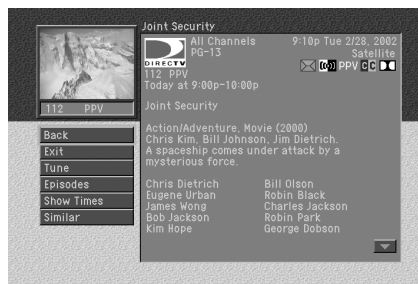 Joint Security
All Channels 9:10p Tue 2/28, 2002
PG-13 Satellite
DIRECTV PPV CC
112 PPV
Today at 9:00p-10:00p
112 PPV
Joint Security
Back
Exit
Tune
Episodes
Show Times
Similar
Action/Adventure, Movie (2000)
Chris Kim, Bill Johnson, Jim Dietrich.
A spaceship comes under attack by a
mysterious force.
Chris Dietrich Bill Olson
Eugene Urban Robin Black
James Wong Charles Jackson
Bob Jackson Robin Park
Kim Hope George Dobson